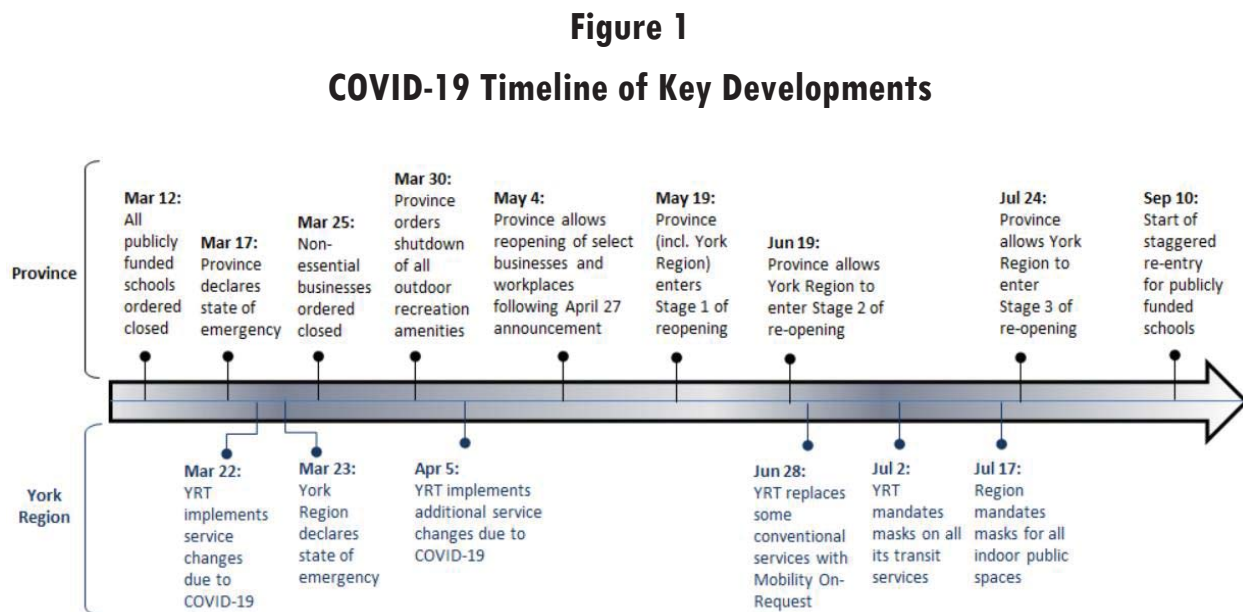 Figure 1
COVID-19 Timeline of Key Developments
Province
Mar 12:
All
publicly
funded
schools
ordered
closed
Mar 17:
Province
declares
state of
emergency
Mar 25:
Non-
essential
businesses
ordered
closed
Mar 30:
Province
orders
shutdown
of all
outdoor
recreation
amenities
May 4:
Province allows
reopening of select
businesses and
workplaces
following April 27
announcement
May 19:
Province
(incl. York
Region)
enters
Stage 1 of
reopening
Jun 19:
Province allows
York Region to
enter Stage 2 of
re-opening
Jul 24:
Province
allows York
Region to
enter
Stage 3 of
re-opening
Sep 10:
Start of
staggered
re-entry
for publicly
funded
schools
York
Region
Mar 22:
YRT
implements
service
changes
due to
COVID-19
Mar 23:
York
Region
declares
state of
emergency
Apr 5:
YRT implements
additional service
changes due to
COVID-19
Jun 28:
YRT replaces
some
conventional
services with
Mobility On-
Request
Jul 2:
YRT
mandates
masks on all
its transit
services
Jul 17:
Region
mandates
masks for all
indoor public
spaces